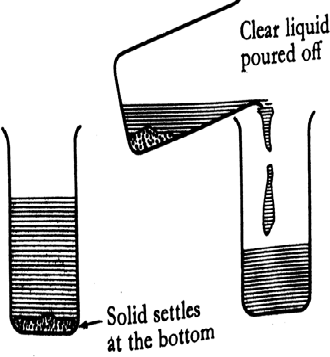 Clear liquid
poured off
Solid settles
at the bottom